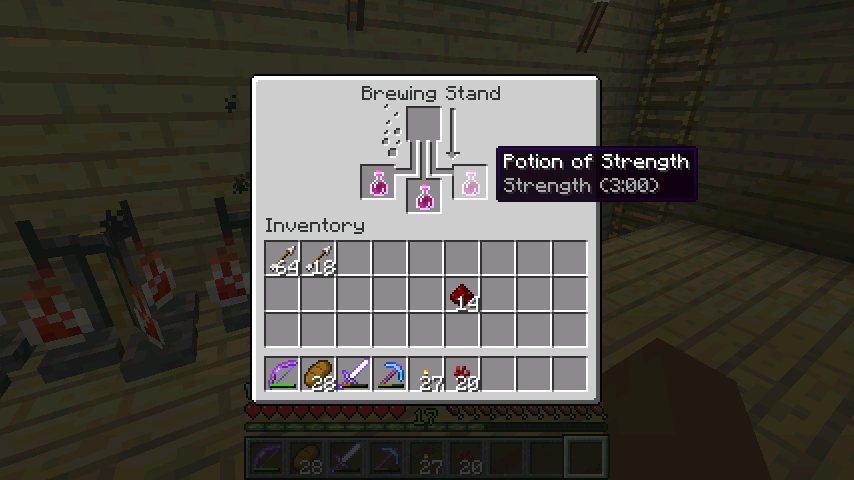 Brewing Stand
Potion of Strength
Strength (3:00)
Inventory
64 18
14
28 27 20
17
28 27 20